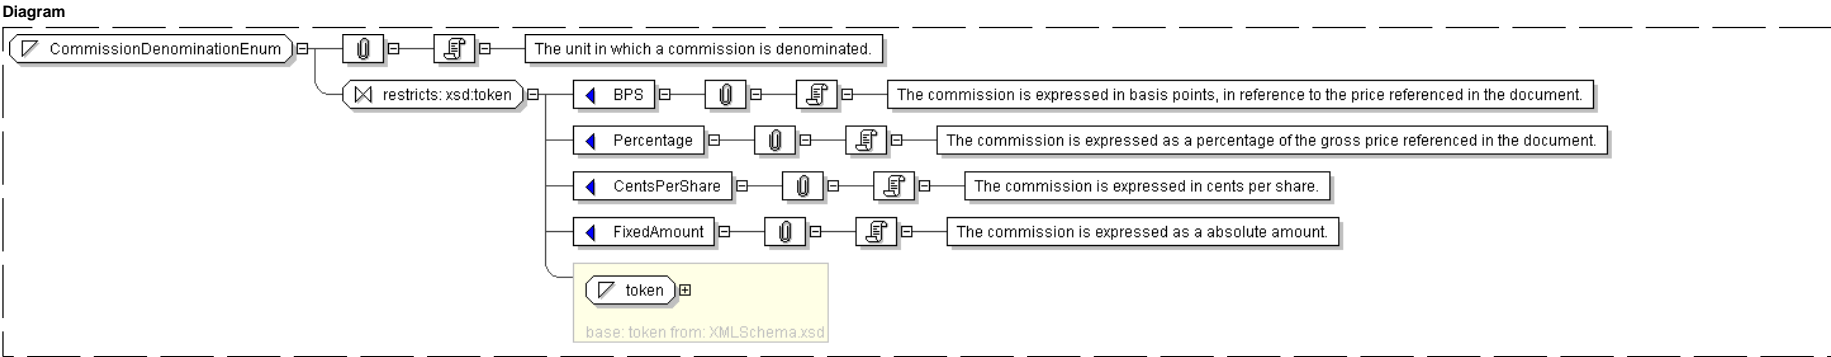 Diagram
CommissionDenominationEnum The unit in which a commission is denominated.
restricts: xsd:token BPS The commission is expressed in basis points, in reference to the price referenced in the document.
Percentage The commission is expressed as a percentage of the gross price referenced in the document.
CentsPerShare The commission is expressed in cents per share.
FixedAmount The commission is expressed as a absolute amount.
token
base: token from: XMLSchema.xsd